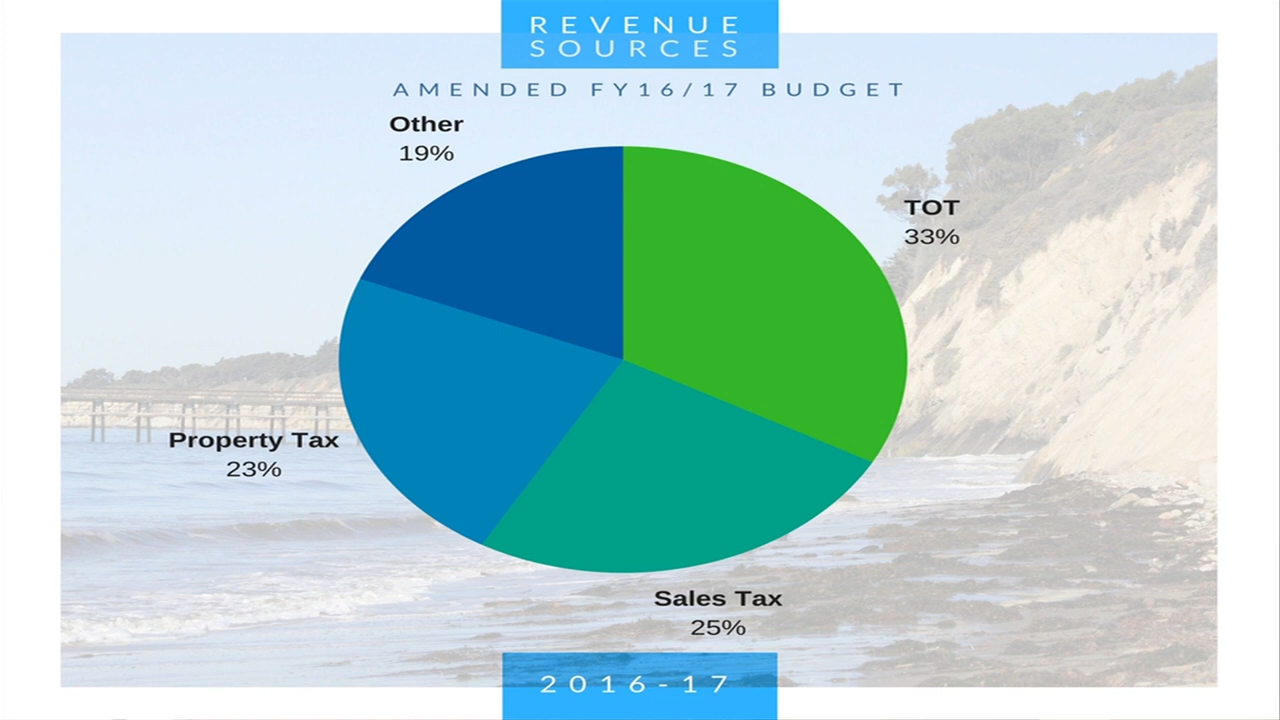 REVENUE
SOURCES
AMENDED FY16/17 BUDGET
Other
19%
TOT
33%
Property Tax
23%
Sales Tax
25%
2016-17